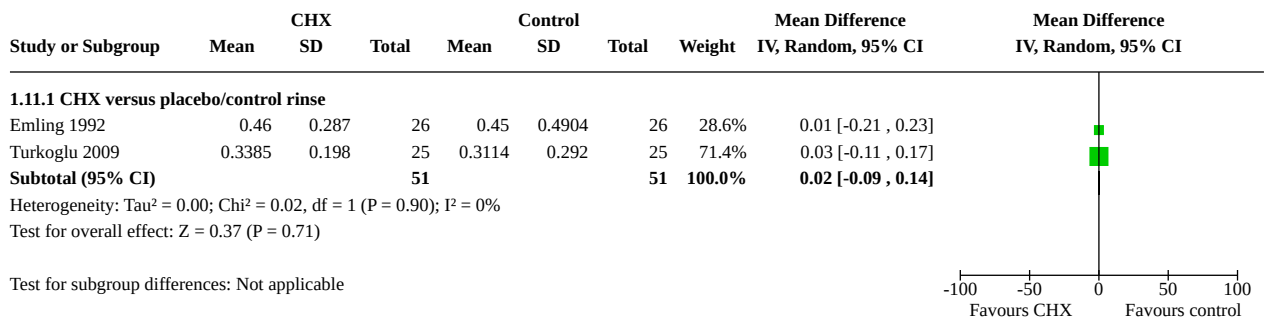 CHX Control Mean Difference Mean Difference
Study or Subgroup Mean SD Total Mean SD Total Weight IV, Random, 95% CI IV, Random, 95% CI
1.11.1 CHX versus placebo/control rinse
Emling 1992 0.46 0.287 26 0.45 0.4904 26 28.6% 0.01 [-0.21 , 0.23]
Turkoglu 2009 0.3385 0.198 25 0.3114 0.292 25 71.4% 0.03 [-0.11 , 0.17]
Subtotal (95% CI) 51 51 100.0% 0.02 [-0.09 , 0.14]
Heterogeneity: Tau² = 0.00; Chi² = 0.02, df = 1 (P = 0.90); I² = 0%
Test for overall effect: Z = 0.37 (P = 0.71)
Test for subgroup differences: Not applicable
-100 -50 0 50 100
Favours CHX Favours control